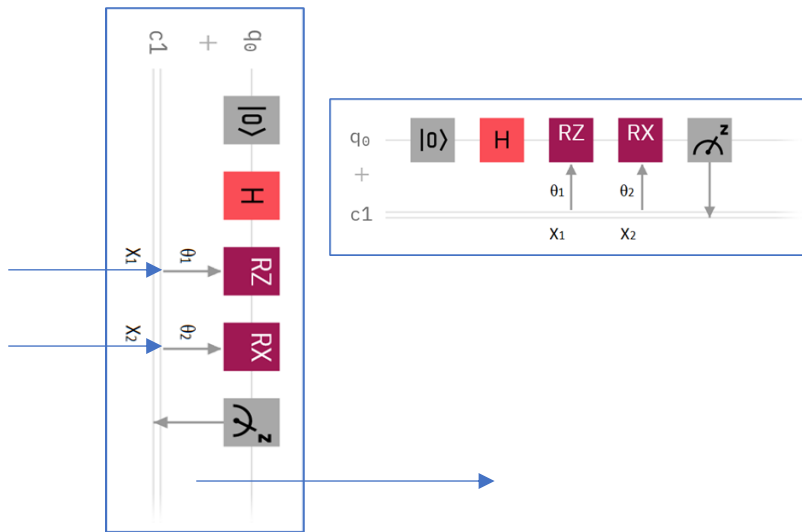 c1 + q₀
|0⟩
H
X₁ θ₁ RZ
X₂ θ₂ RX
z
q₀ |0⟩ H RZ RX z
+ θ₁ θ₂
c1
X₁ X₂